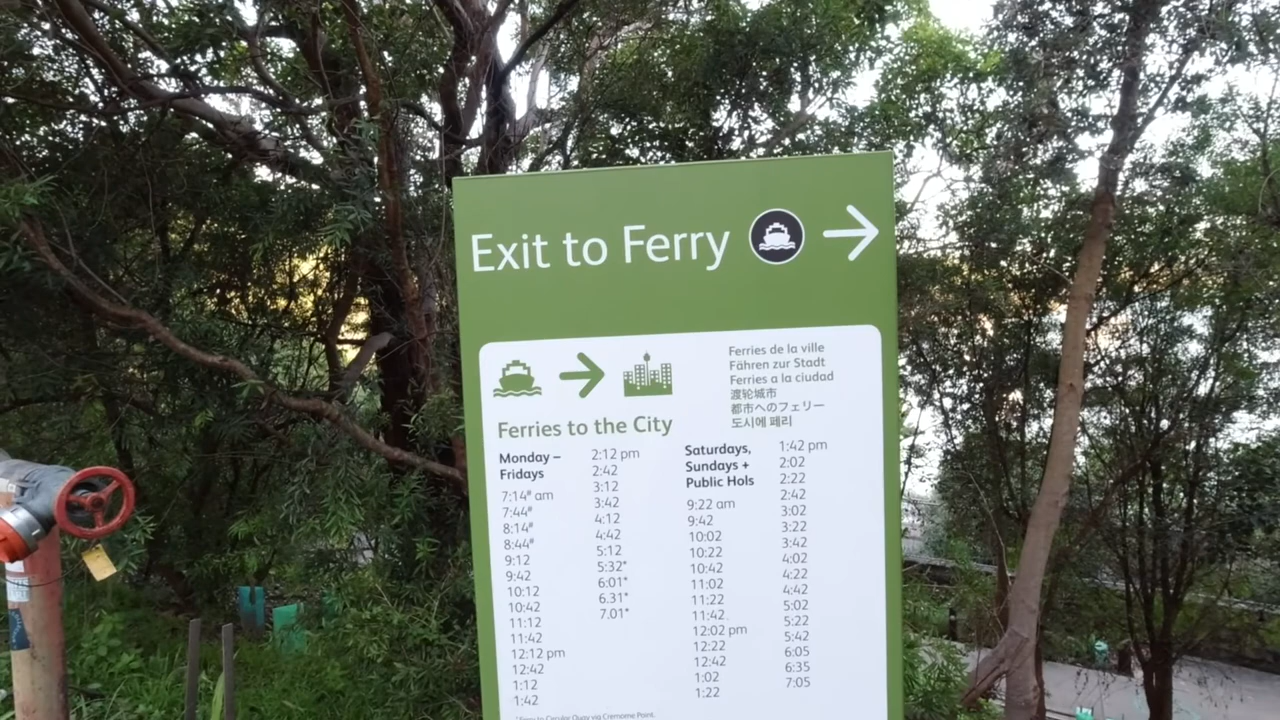 Exit to Ferry
Ferries de la ville
Fähren zur Stadt
Ferries a la ciudad
渡轮城市
都市へのフェリー
도시에 페리
Ferries to the City
Monday –
Fridays
7:14# am
7:44#
8:14#
8:44#
9:12
9:42
10:12
10:42
11:12
11:42
12:12 pm
12:42
1:12
1:42
2:12 pm
2:42
3:12
3:42
4:12
4:42
5:12
5:32*
6:01*
6.31*
7.01*
Saturdays,
Sundays +
Public Hols
9:22 am
9:42
10:02
10:22
10:42
11:02
11:22
11:42
12:02 pm
12:22
12:42
1:02
1:22
1:42 pm
2:02
2:22
2:42
3:02
3:22
3:42
4:02
4:22
4:42
5:02
5:22
5:42
6:05
6:35
7:05
Ferry to Circular Quay via Cremorne Point.